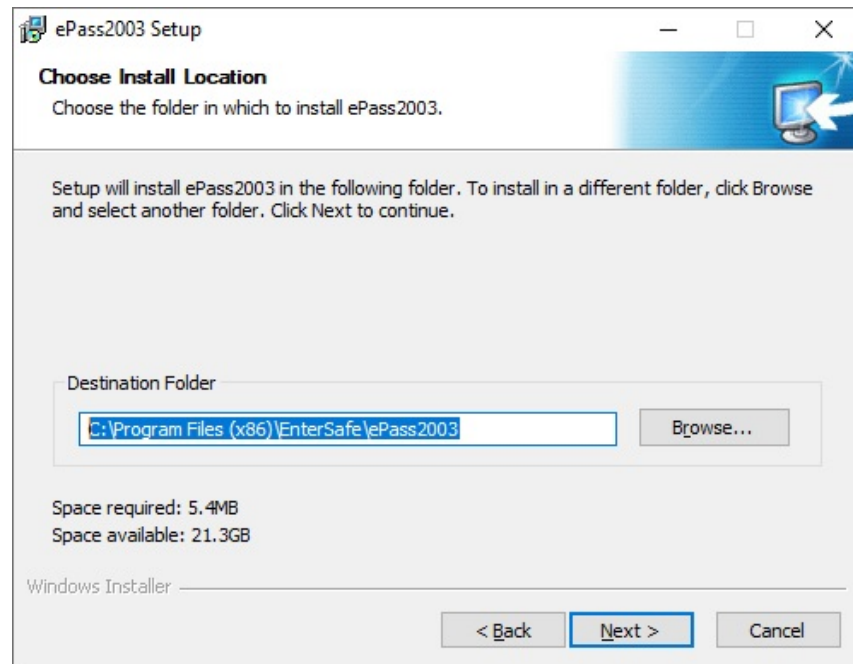 ePass2003 Setup
Choose Install Location
Choose the folder in which to install ePass2003.
Setup will install ePass2003 in the following folder. To install in a different folder, click Browse
and select another folder. Click Next to continue.
Destination Folder
C:\Program Files (x86)\EnterSafe\ePass2003
Browse...
Space required: 5.4MB
Space available: 21.3GB
Windows Installer
< Back
Next >
Cancel